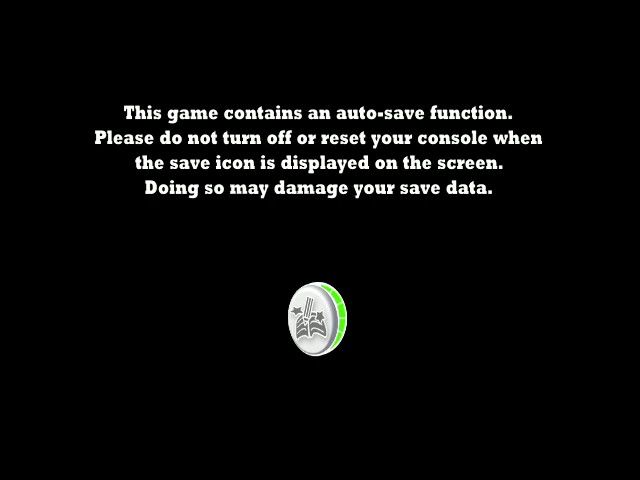 This game contains an auto-save function.
Please do not turn off or reset your console when
the save icon is displayed on the screen.
Doing so may damage your save data.